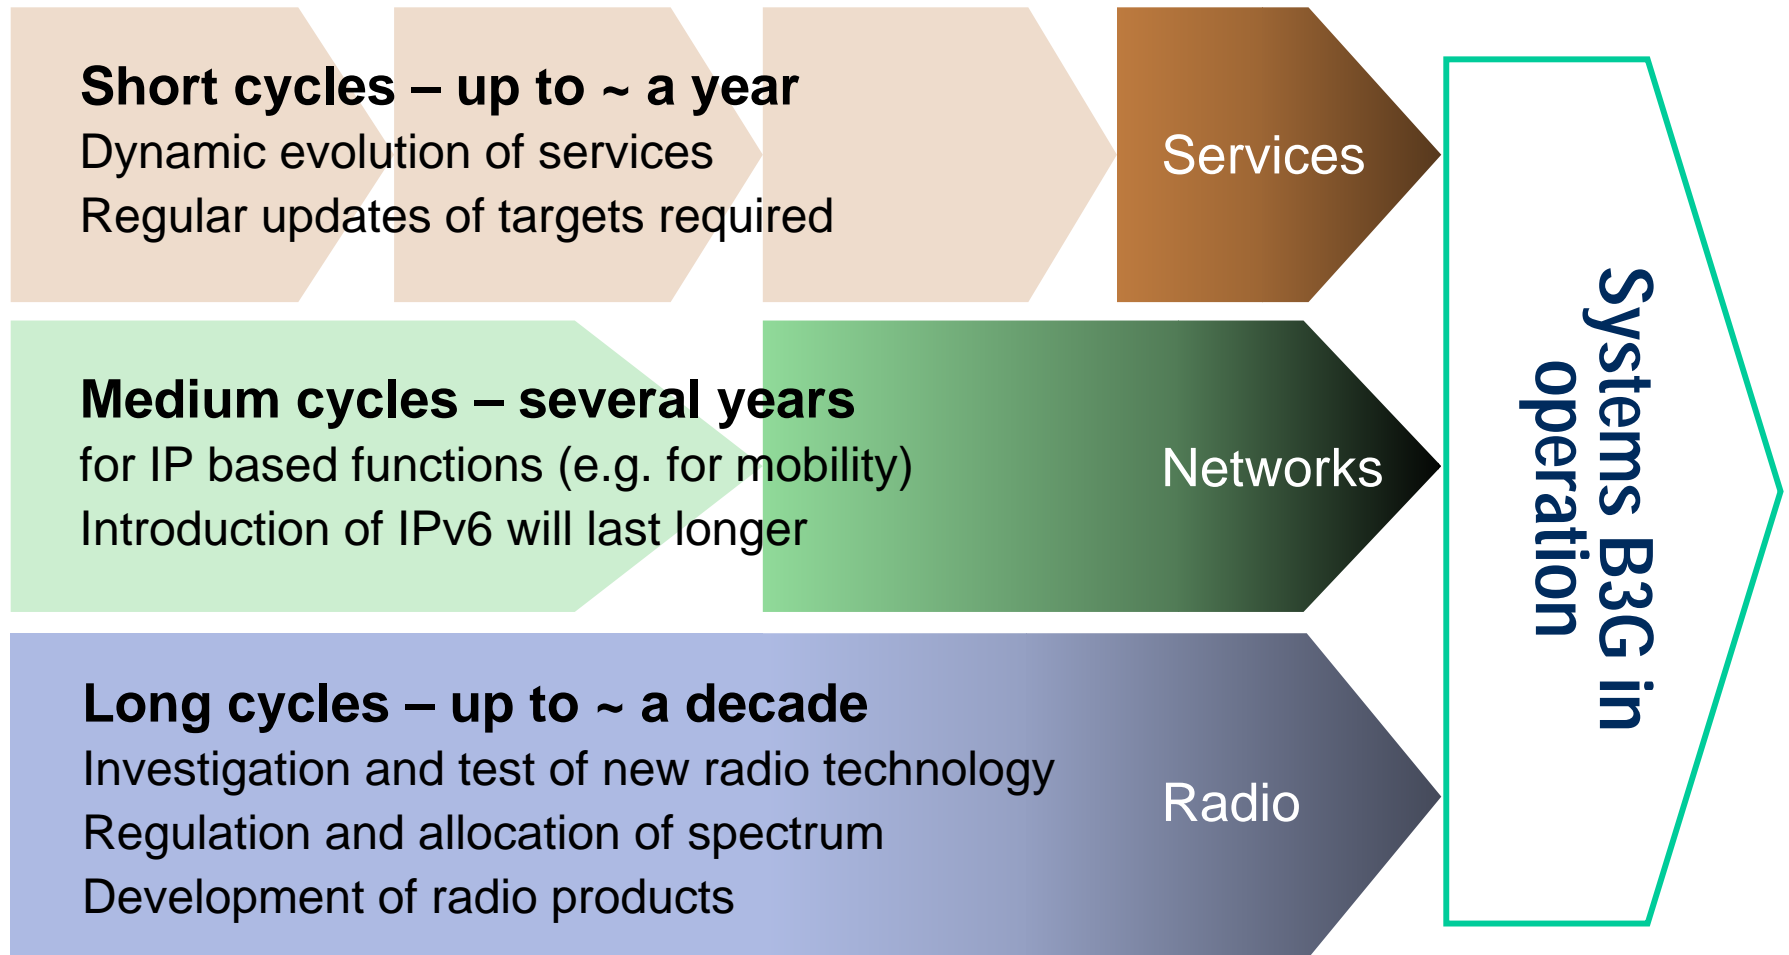 Short cycles – up to ~ a year
Dynamic evolution of services
Regular updates of targets required
Services
Medium cycles – several years
for IP based functions (e.g. for mobility)
Introduction of IPv6 will last longer
Networks
Long cycles – up to ~ a decade
Investigation and test of new radio technology
Regulation and allocation of spectrum
Development of radio products
Radio
Systems B3G in
operation